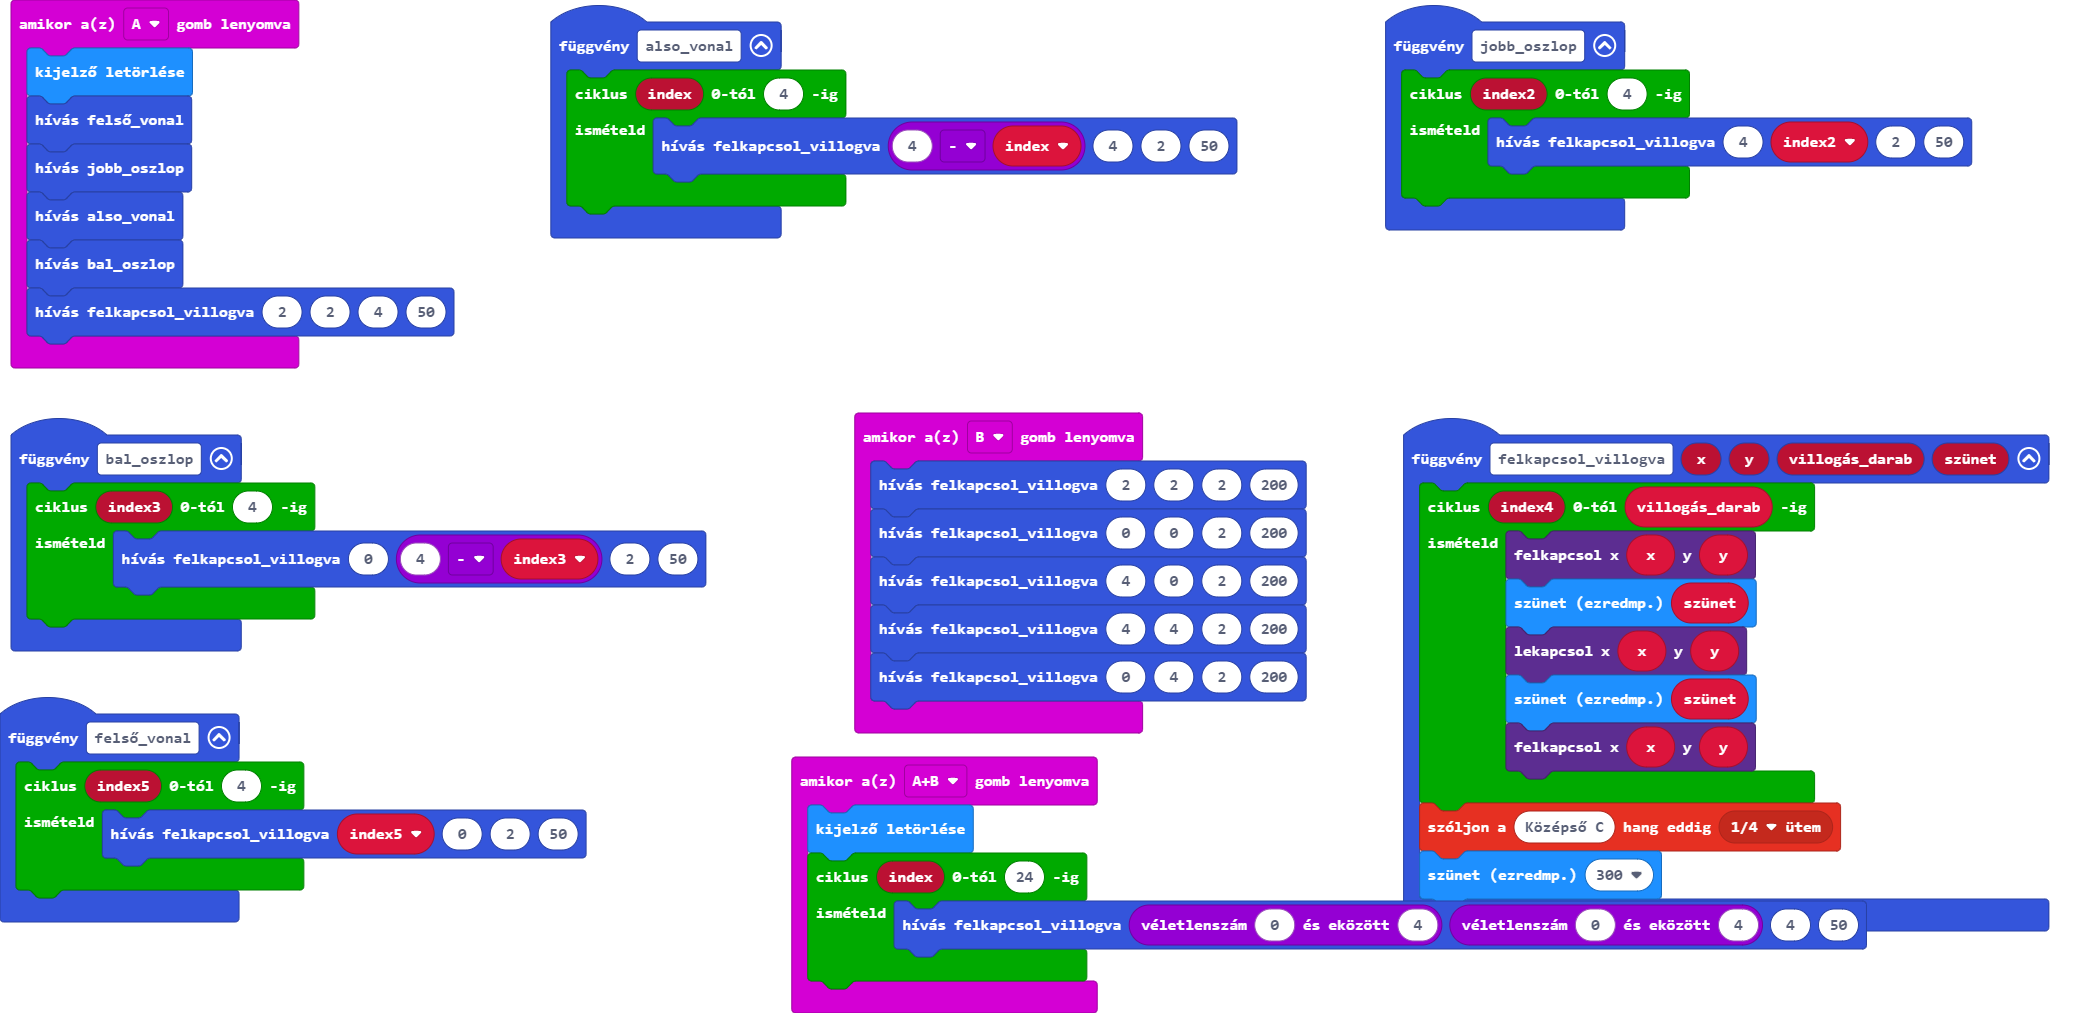 amikor a(z) A gomb lenyomva
kijelző letörlése
hívás felső_vonal
hívás jobb_oszlop
hívás also_vonal
hívás bal_oszlop
hívás felkapcsol_villogva 2 2 4 50
függvény also_vonal
ciklus index 0-tól 4 -ig
ismételd
hívás felkapcsol_villogva 4 - index 4 2 50
függvény jobb_oszlop
ciklus index2 0-tól 4 -ig
ismételd
hívás felkapcsol_villogva 4 index2 2 50
függvény bal_oszlop
ciklus index3 0-tól 4 -ig
ismételd
hívás felkapcsol_villogva 0 4 - index3 2 50
függvény felső_vonal
ciklus index5 0-tól 4 -ig
ismételd
hívás felkapcsol_villogva index5 0 2 50
amikor a(z) B gomb lenyomva
hívás felkapcsol_villogva 2 2 2 200
hívás felkapcsol_villogva 0 0 2 200
hívás felkapcsol_villogva 4 0 2 200
hívás felkapcsol_villogva 4 4 2 200
hívás felkapcsol_villogva 0 4 2 200
amikor a(z) A+B gomb lenyomva
kijelző letörlése
ciklus index 0-tól 24 -ig
ismételd
hívás felkapcsol_villogva véletlenszám 0 és eközött 4 véletlenszám 0 és eközött 4 4 50
függvény felkapcsol_villogva x y villogás_darab szünet
ciklus index4 0-tól villogás_darab -ig
ismételd
felkapcsol x x y y
szünet (ezredmp.) szünet
lekapcsol x x y y
szünet (ezredmp.) szünet
felkapcsol x x y y
szóljon a Középső C hang eddig 1/4 ütem
szünet (ezredmp.) 300